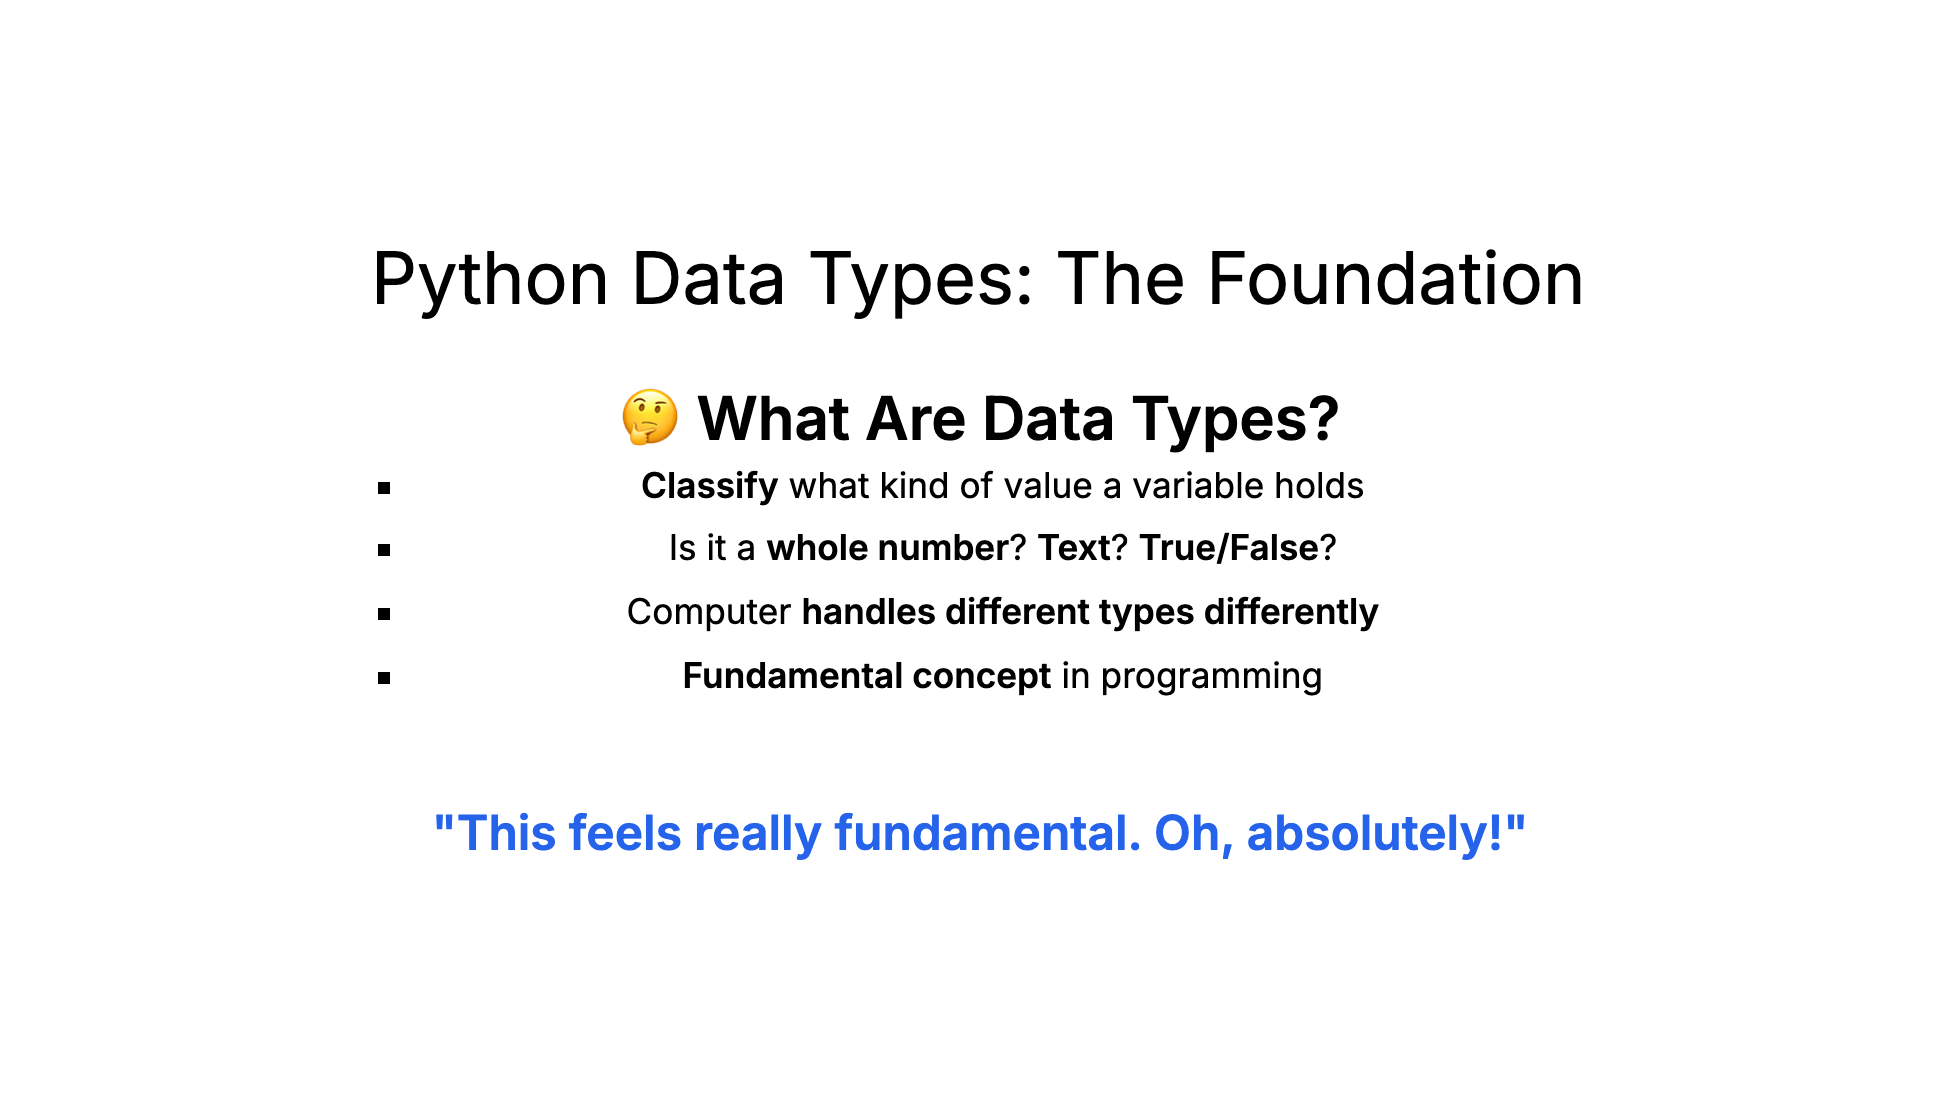 Python Data Types: The Foundation
🤔 What Are Data Types?
▪ Classify what kind of value a variable holds
▪ Is it a whole number? Text? True/False?
▪ Computer handles different types differently
▪ Fundamental concept in programming
"This feels really fundamental. Oh, absolutely!"